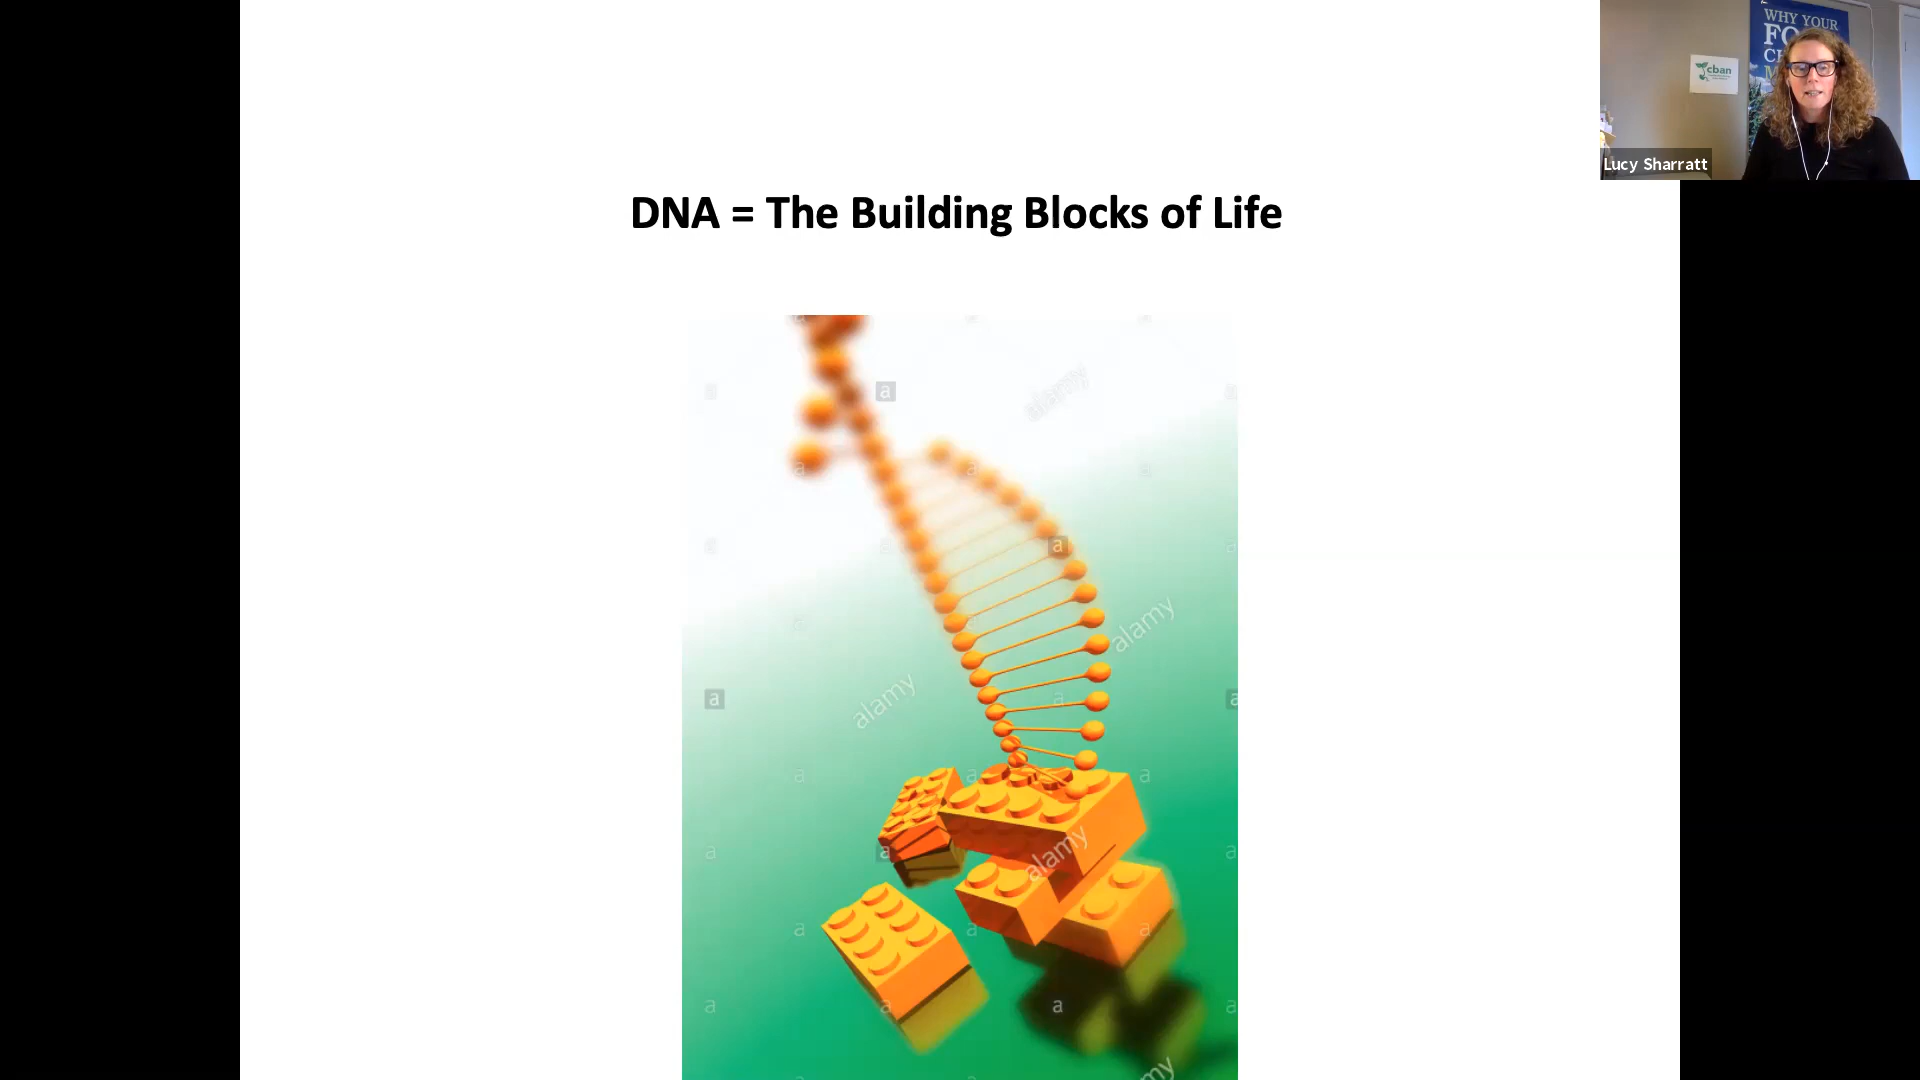 WHY YOUR
cban
Lucy Sharratt
DNA = The Building Blocks of Life
a
alamy
a
alamy
a
alamy
a
alamy
a